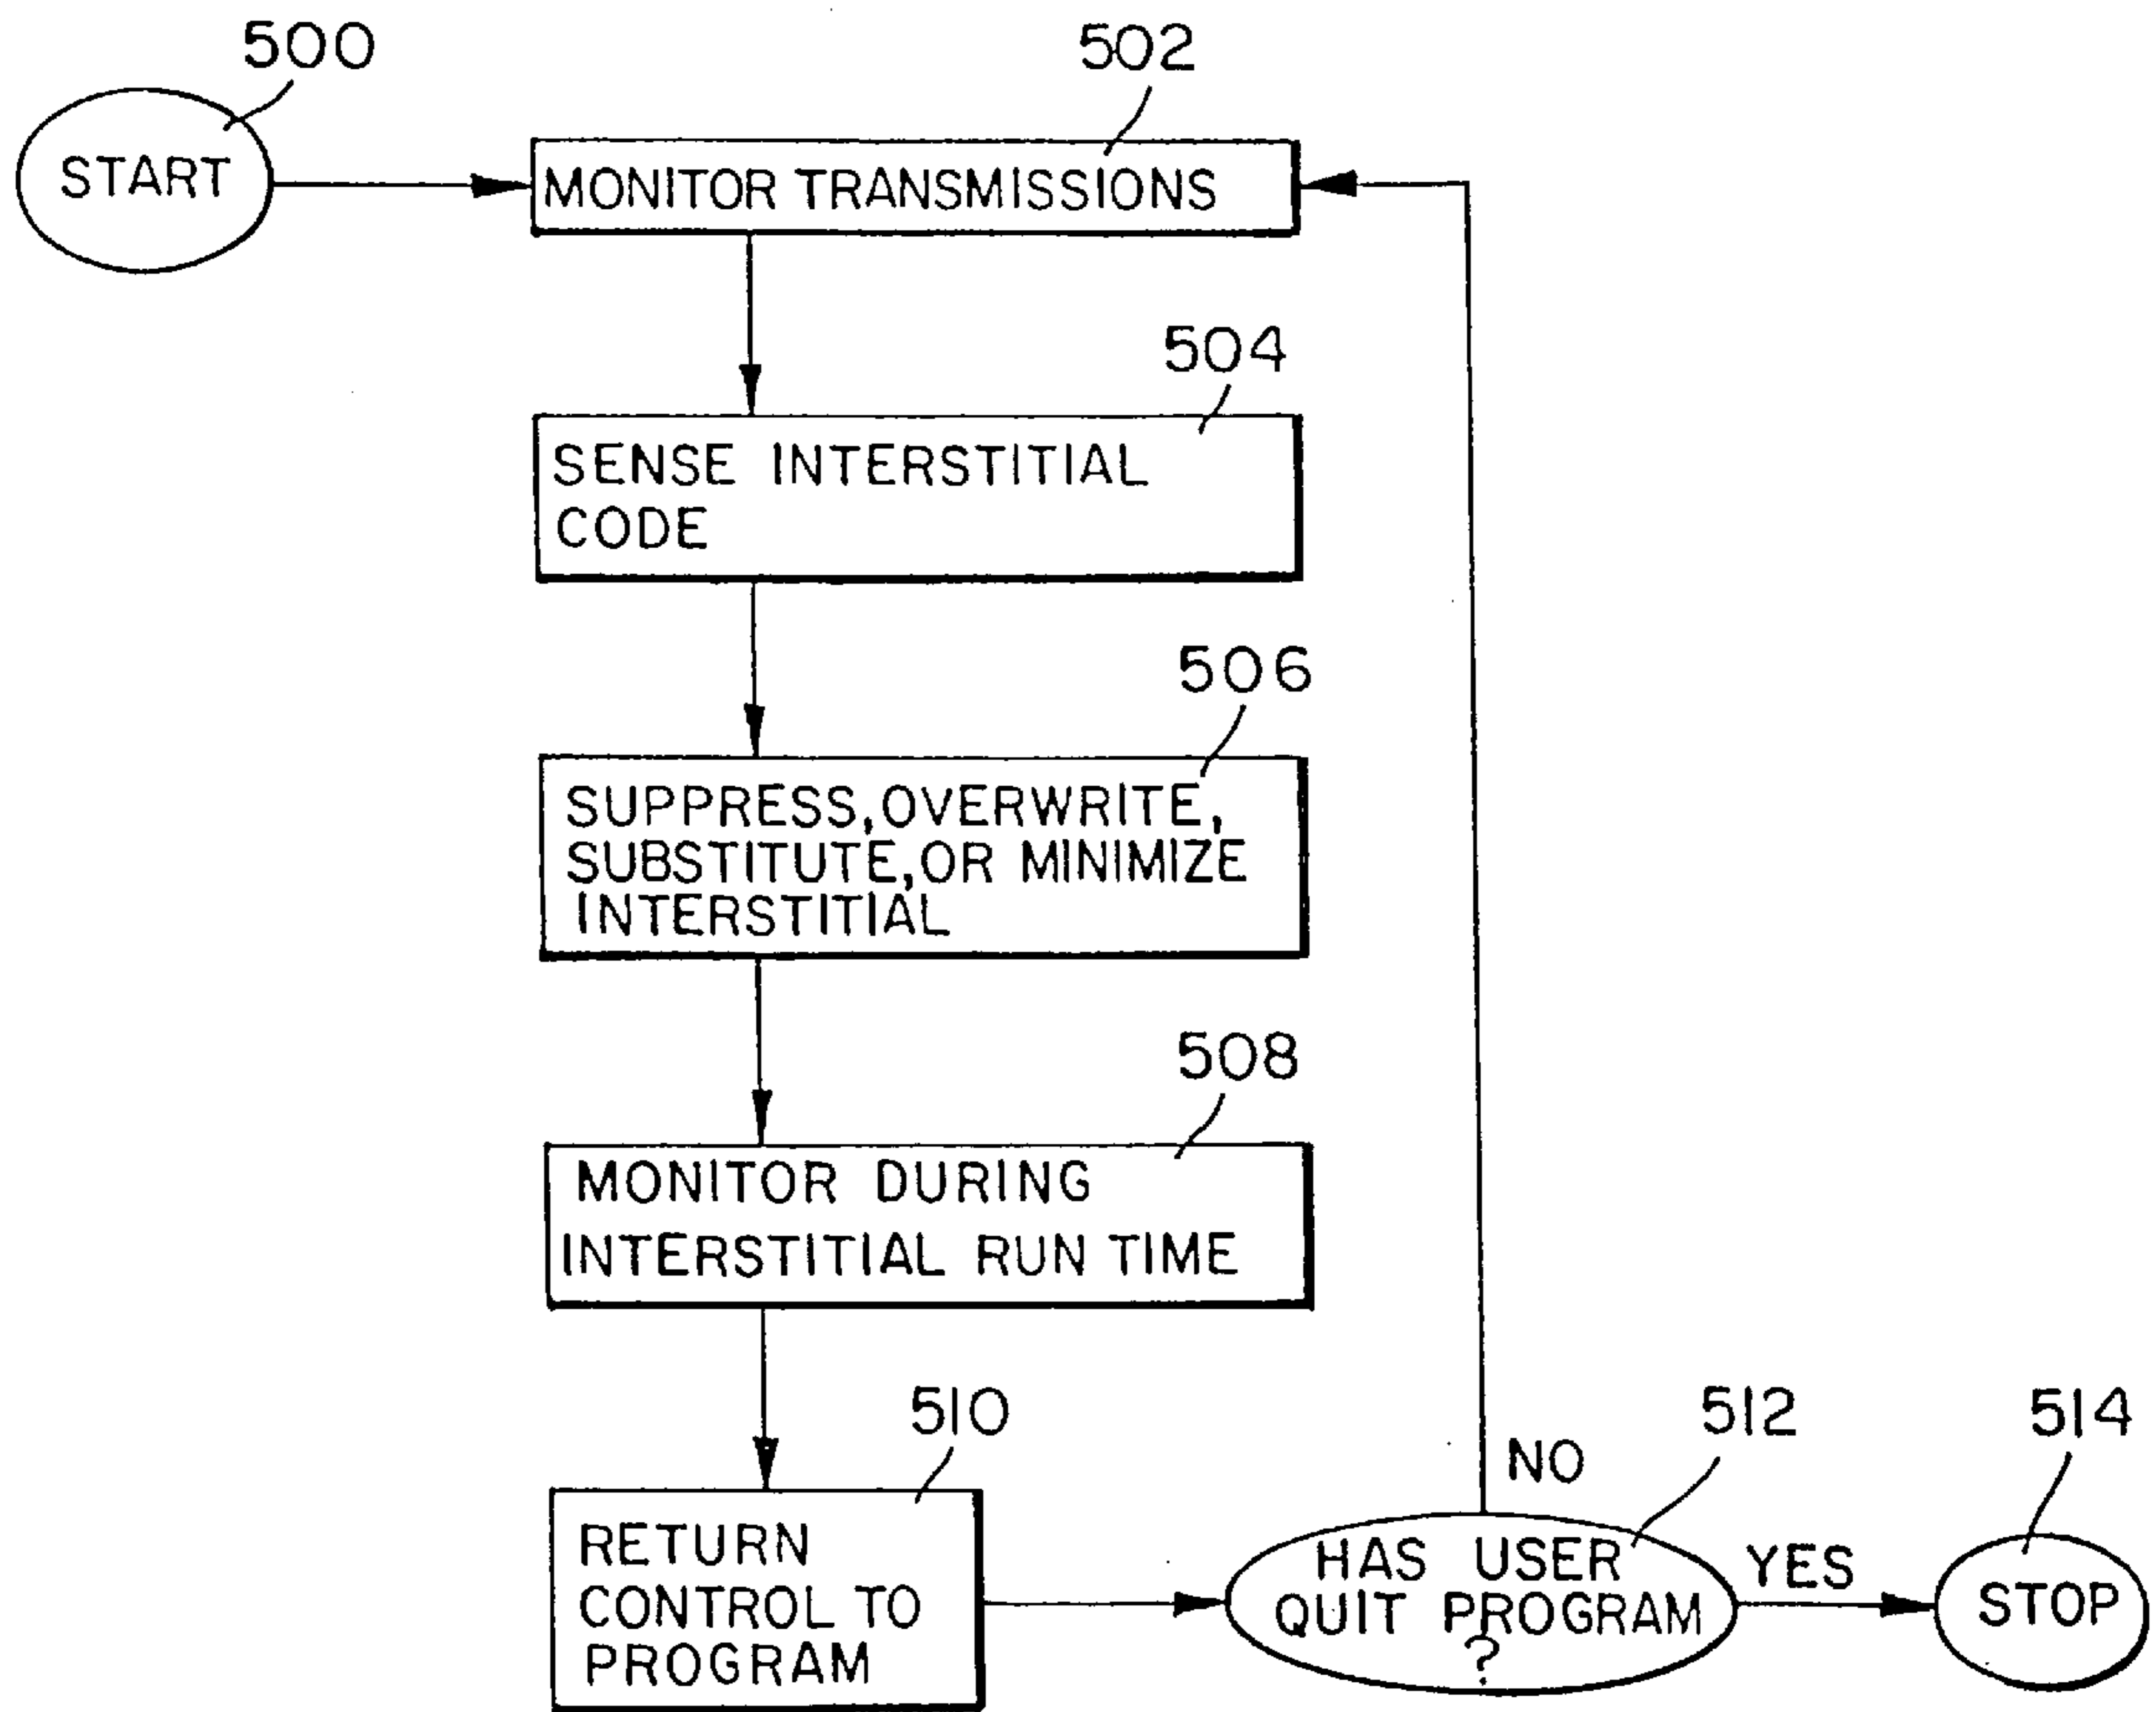 500
START
502
MONITOR TRANSMISSIONS
504
SENSE INTERSTITIAL
CODE
506
SUPPRESS, OVERWRITE,
SUBSTITUTE, OR MINIMIZE
INTERSTITIAL
508
MONITOR DURING
INTERSTITIAL RUN TIME
510
RETURN
CONTROL TO
PROGRAM
512
HAS USER
QUIT PROGRAM
?
NO
YES
514
STOP